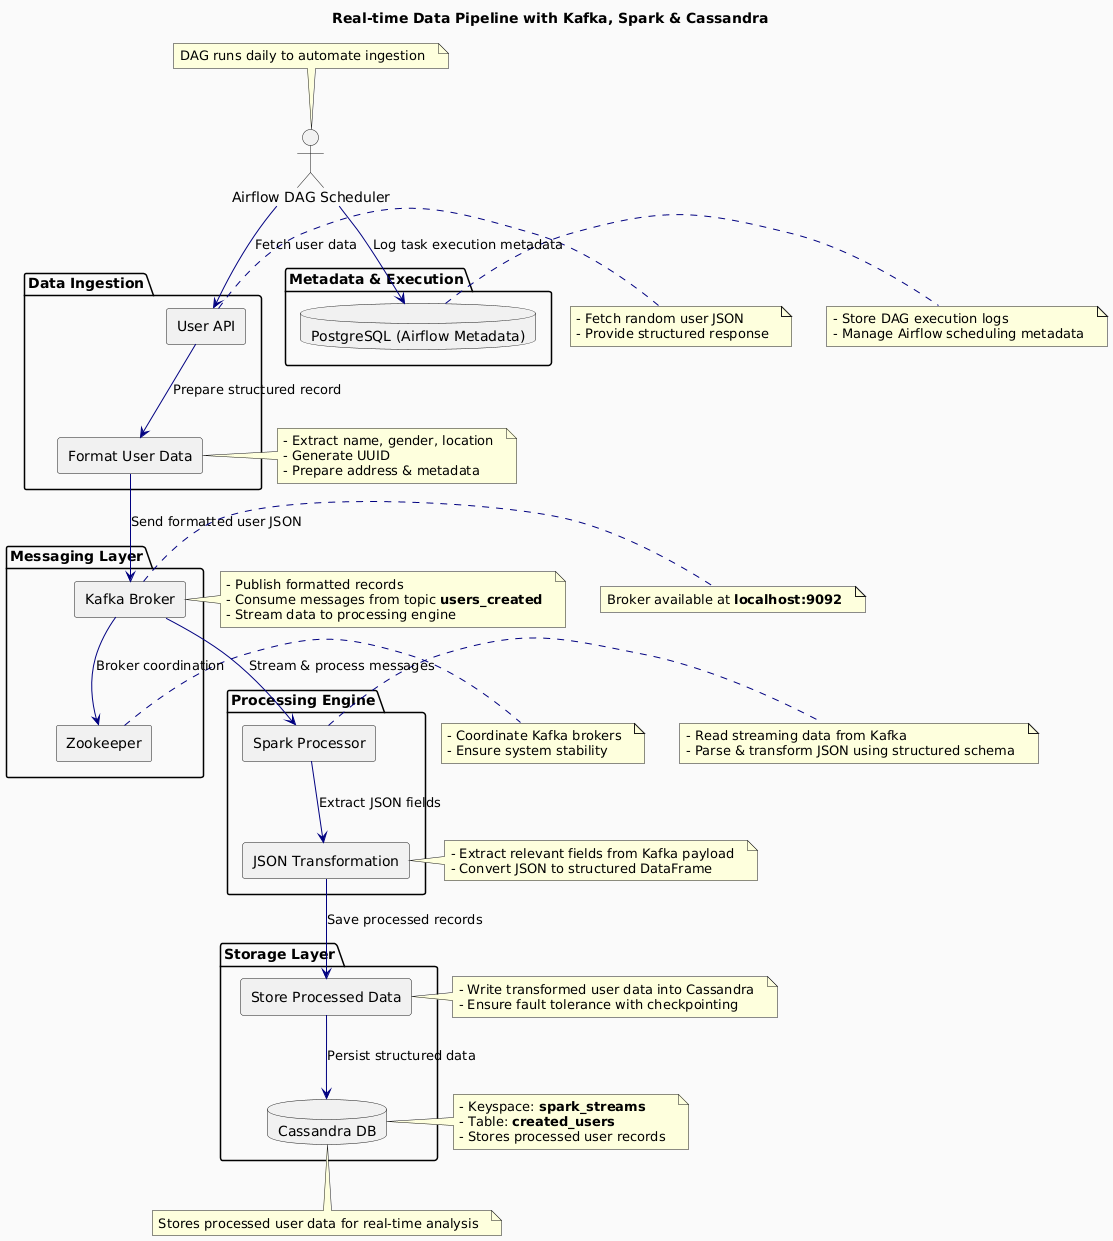 Real-time Data Pipeline with Kafka, Spark & Cassandra
DAG runs daily to automate ingestion
Airflow DAG Scheduler
Fetch user data
Log task execution metadata
Data Ingestion
Metadata & Execution
User API
PostgreSQL (Airflow Metadata)
- Fetch random user JSON
- Provide structured response
- Store DAG execution logs
- Manage Airflow scheduling metadata
Prepare structured record
Format User Data
- Extract name, gender, location
- Generate UUID
- Prepare address & metadata
Send formatted user JSON
Messaging Layer
Kafka Broker
- Publish formatted records
- Consume messages from topic users_created
- Stream data to processing engine
Broker available at localhost:9092
Broker coordination
Stream & process messages
Processing Engine
Zookeeper
Spark Processor
- Coordinate Kafka brokers
- Ensure system stability
- Read streaming data from Kafka
- Parse & transform JSON using structured schema
Extract JSON fields
JSON Transformation
- Extract relevant fields from Kafka payload
- Convert JSON to structured DataFrame
Save processed records
Storage Layer
Store Processed Data
- Write transformed user data into Cassandra
- Ensure fault tolerance with checkpointing
Persist structured data
Cassandra DB
- Keyspace: spark_streams
- Table: created_users
- Stores processed user records
Stores processed user data for real-time analysis